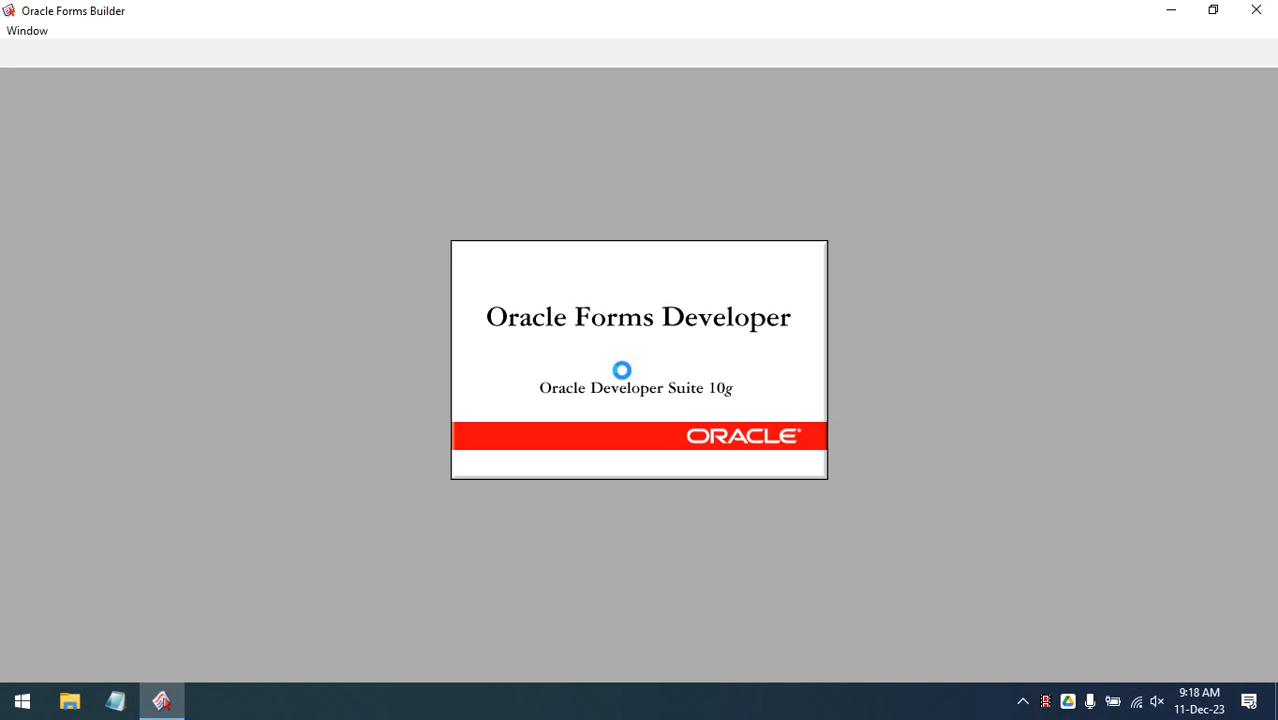 Oracle Forms Builder
Window
Oracle Forms Developer
Oracle Developer Suite 10g
ORACLE
9:18 AM
11-Dec-23